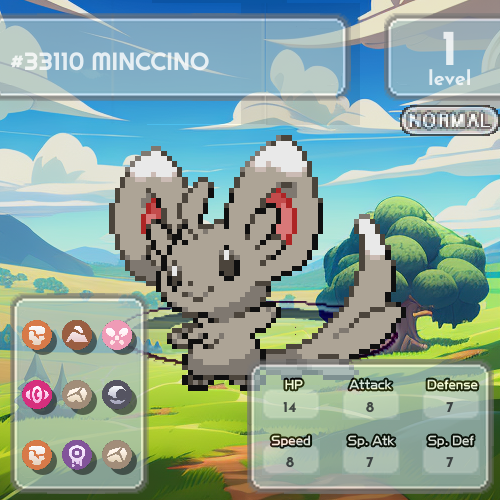 #33110 MINCCINO
1
level
NORMAL
HP Attack Defense
14 8 7
Speed Sp. Atk Sp. Def
8 7 7